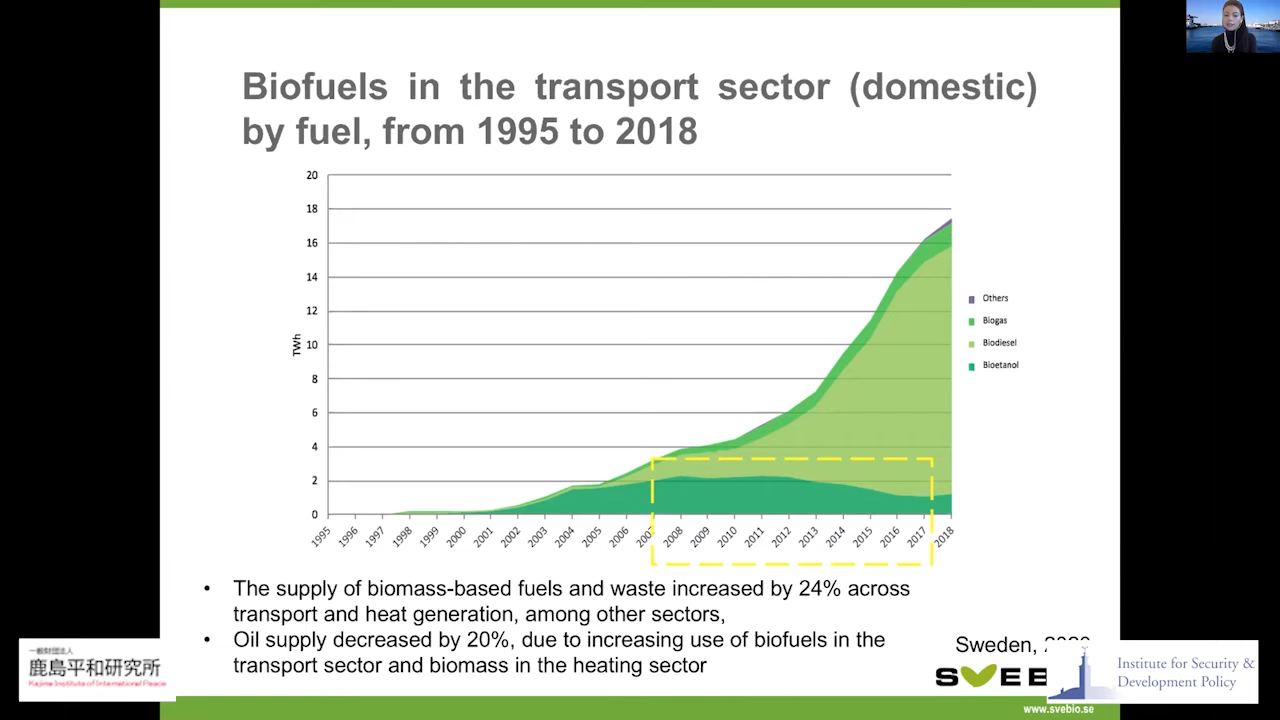 Biofuels in the transport sector (domestic)
by fuel, from 1995 to 2018
20
18
16
14
12
10
8
6
4
2
0
TWh
1995
1996
1997
1998
1999
2000
2001
2002
2003
2004
2005
2006
2007
2008
2009
2010
2011
2012
2013
2014
2015
2016
2017
2018
Others
Biogas
Biodiesel
Bioetanol
• The supply of biomass-based fuels and waste increased by 24% across
transport and heat generation, among other sectors,
• Oil supply decreased by 20%, due to increasing use of biofuels in the
transport sector and biomass in the heating sector
Sweden,
SVEB
www.svebio.se
一般財団法人
鹿島平和研究所
Kajima Institute of International Peace
Institute for Security &
Development Policy